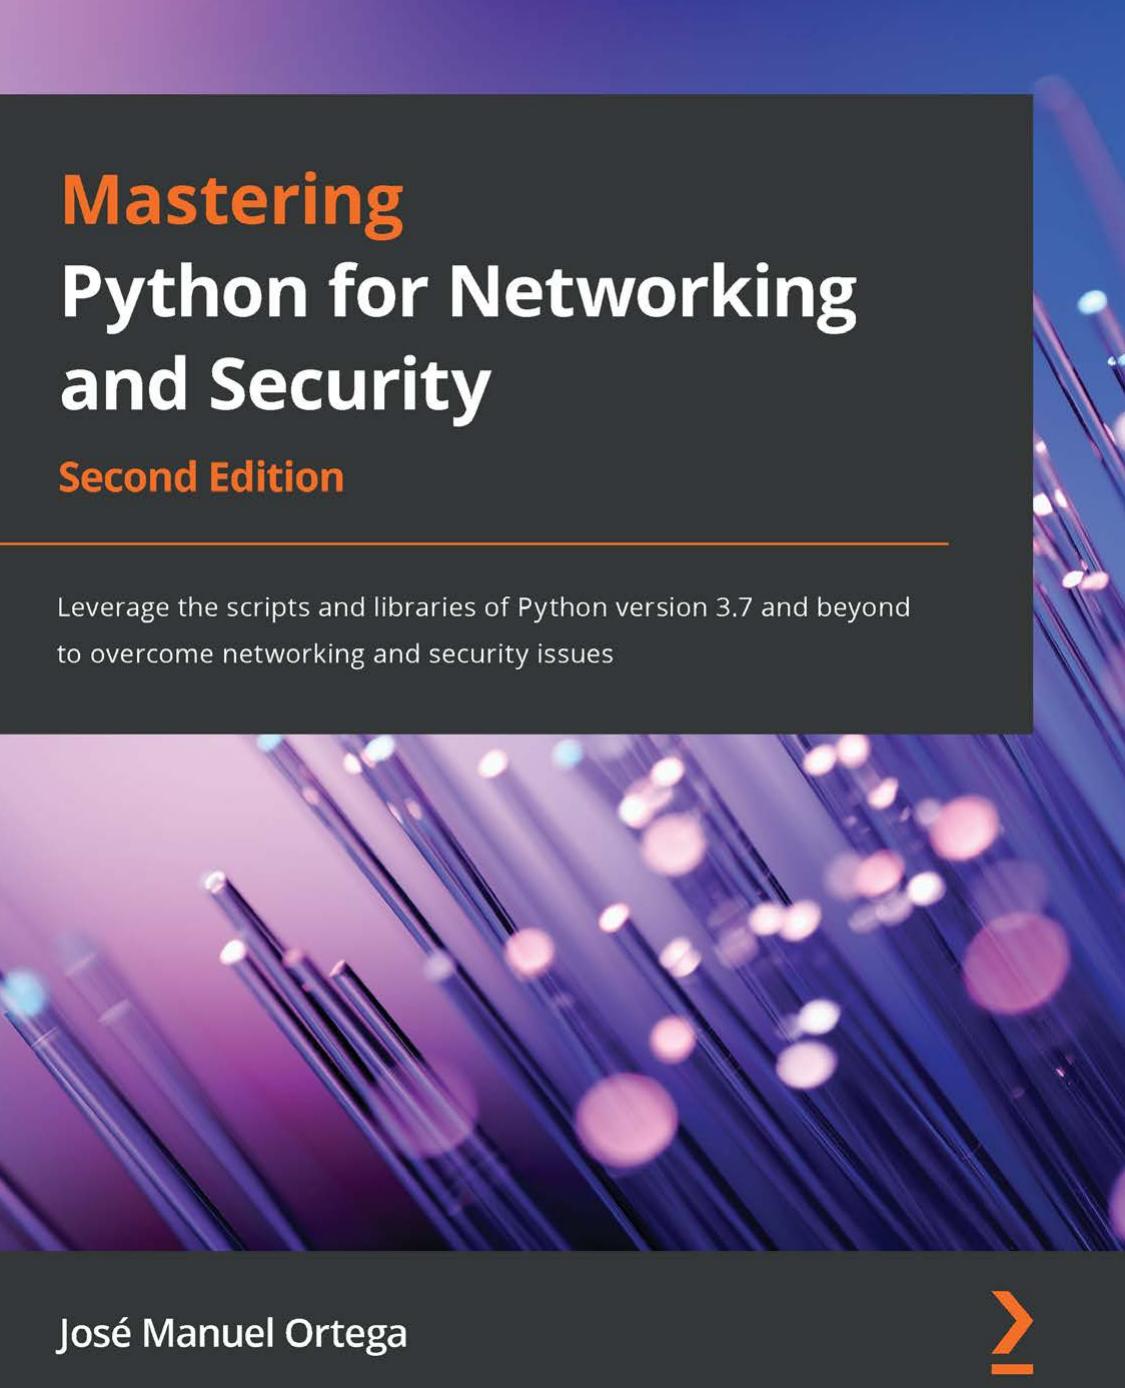 Mastering
Python for Networking
and Security
Second Edition
Leverage the scripts and libraries of Python version 3.7 and beyond
to overcome networking and security issues
José Manuel Ortega